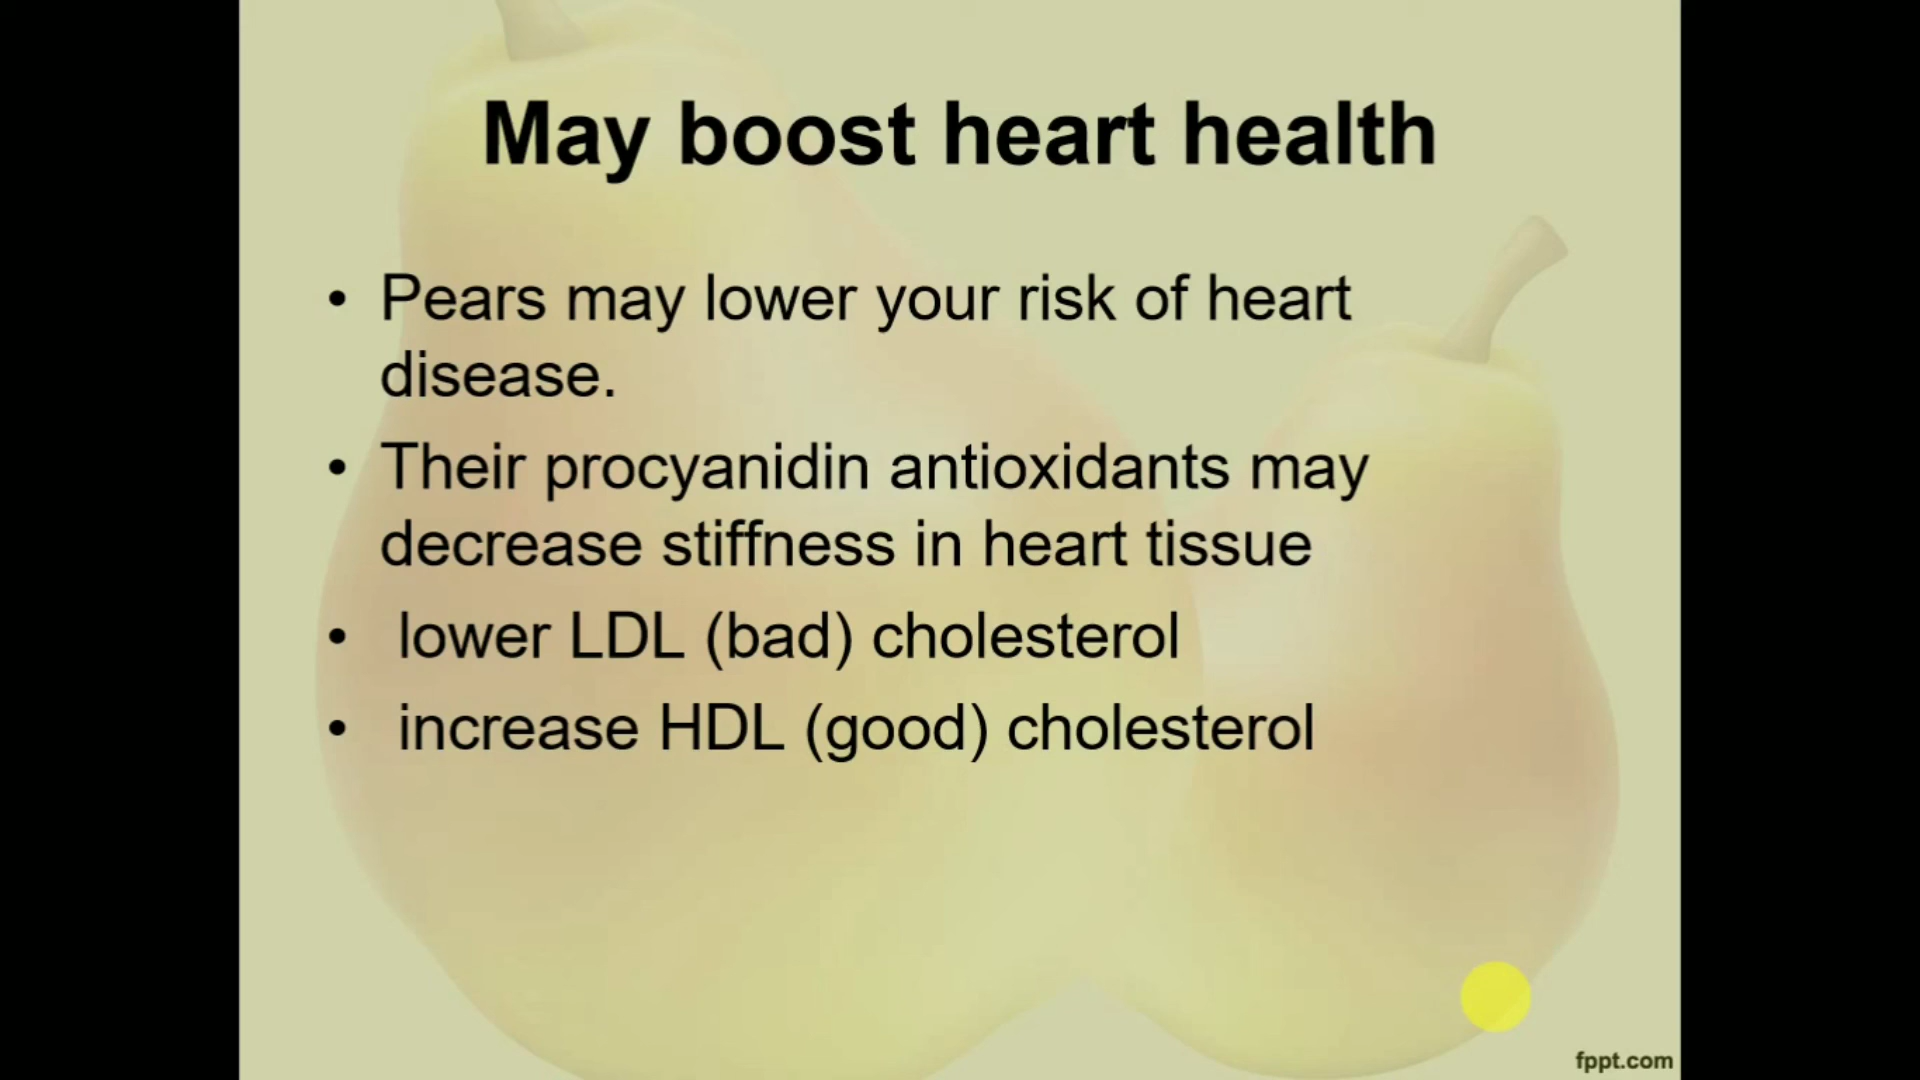 May boost heart health
• Pears may lower your risk of heart
disease.
• Their procyanidin antioxidants may
decrease stiffness in heart tissue
• lower LDL (bad) cholesterol
• increase HDL (good) cholesterol
fppt.com